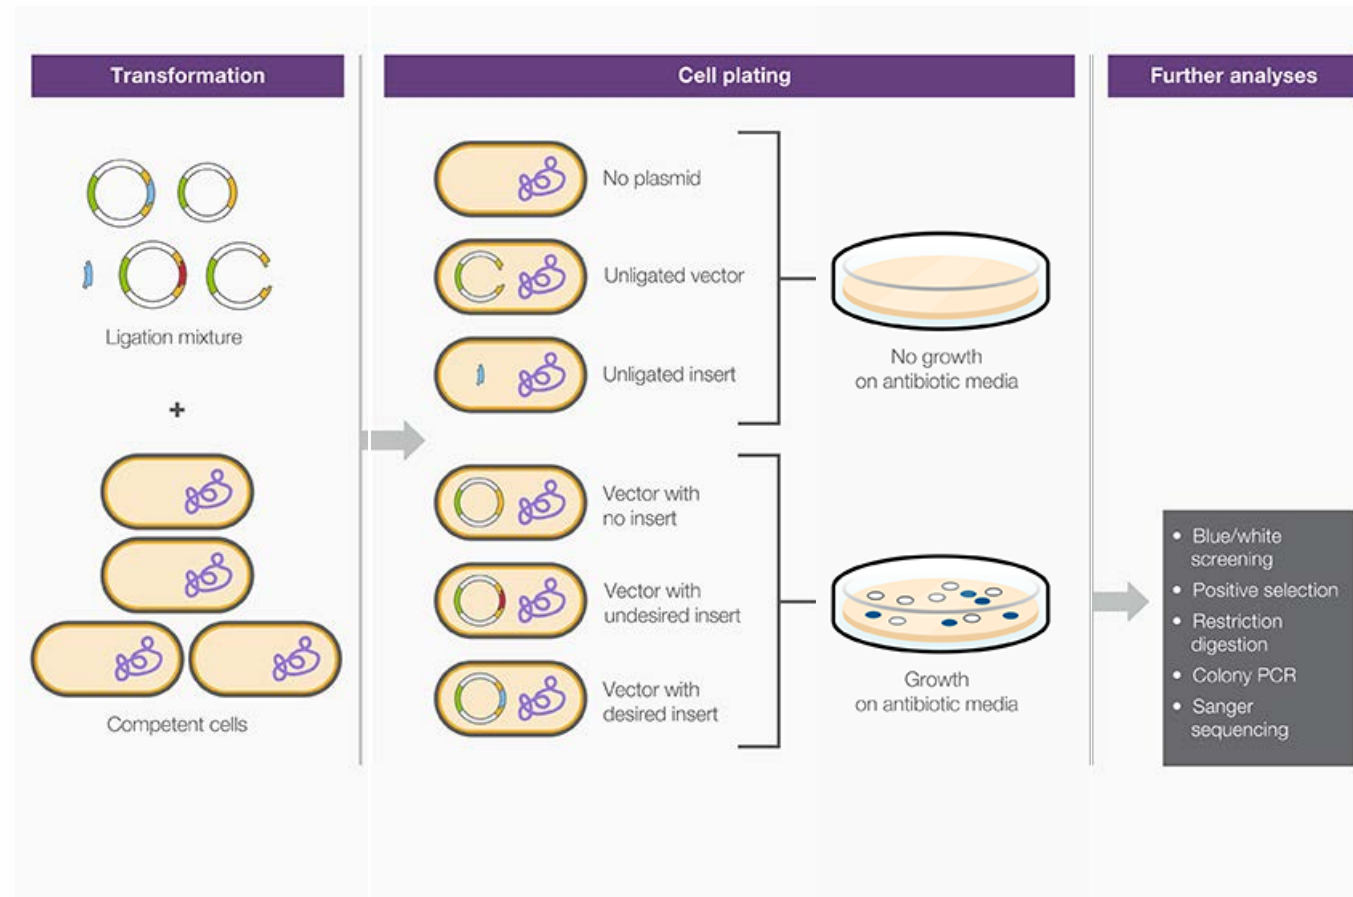 Transformation
Ligation mixture
+
Competent cells
Cell plating
No plasmid
Unligated vector
Unligated insert
No growth
on antibiotic media
Vector with
no insert
Vector with
undesired insert
Vector with
desired insert
Growth
on antibiotic media
Further analyses
• Blue/white
screening
• Positive selection
• Restriction
digestion
• Colony PCR
• Sanger
sequencing